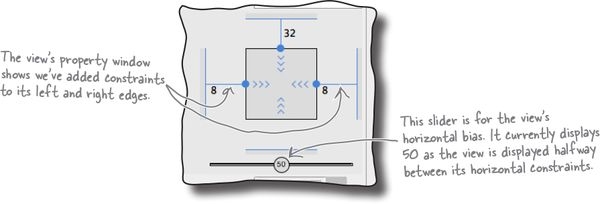 The view's property window
shows we've added constraints
to its left and right edges.
32
8
8
50
This slider is for the view's
horizontal bias. It currently displays
50 as the view is displayed halfway
between its horizontal constraints.